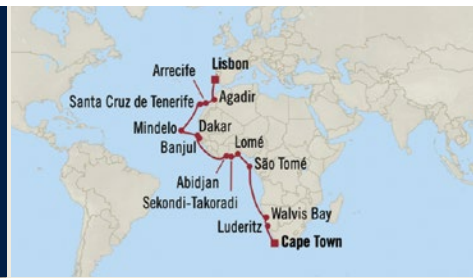 Lisbon
Arrecife
Agadir
Santa Cruz de Tenerife
Mindelo
Dakar
Banjul
Lomé
São Tomé
Abidjan
Sekondi-Takoradi
Walvis Bay
Luderitz
Cape Town